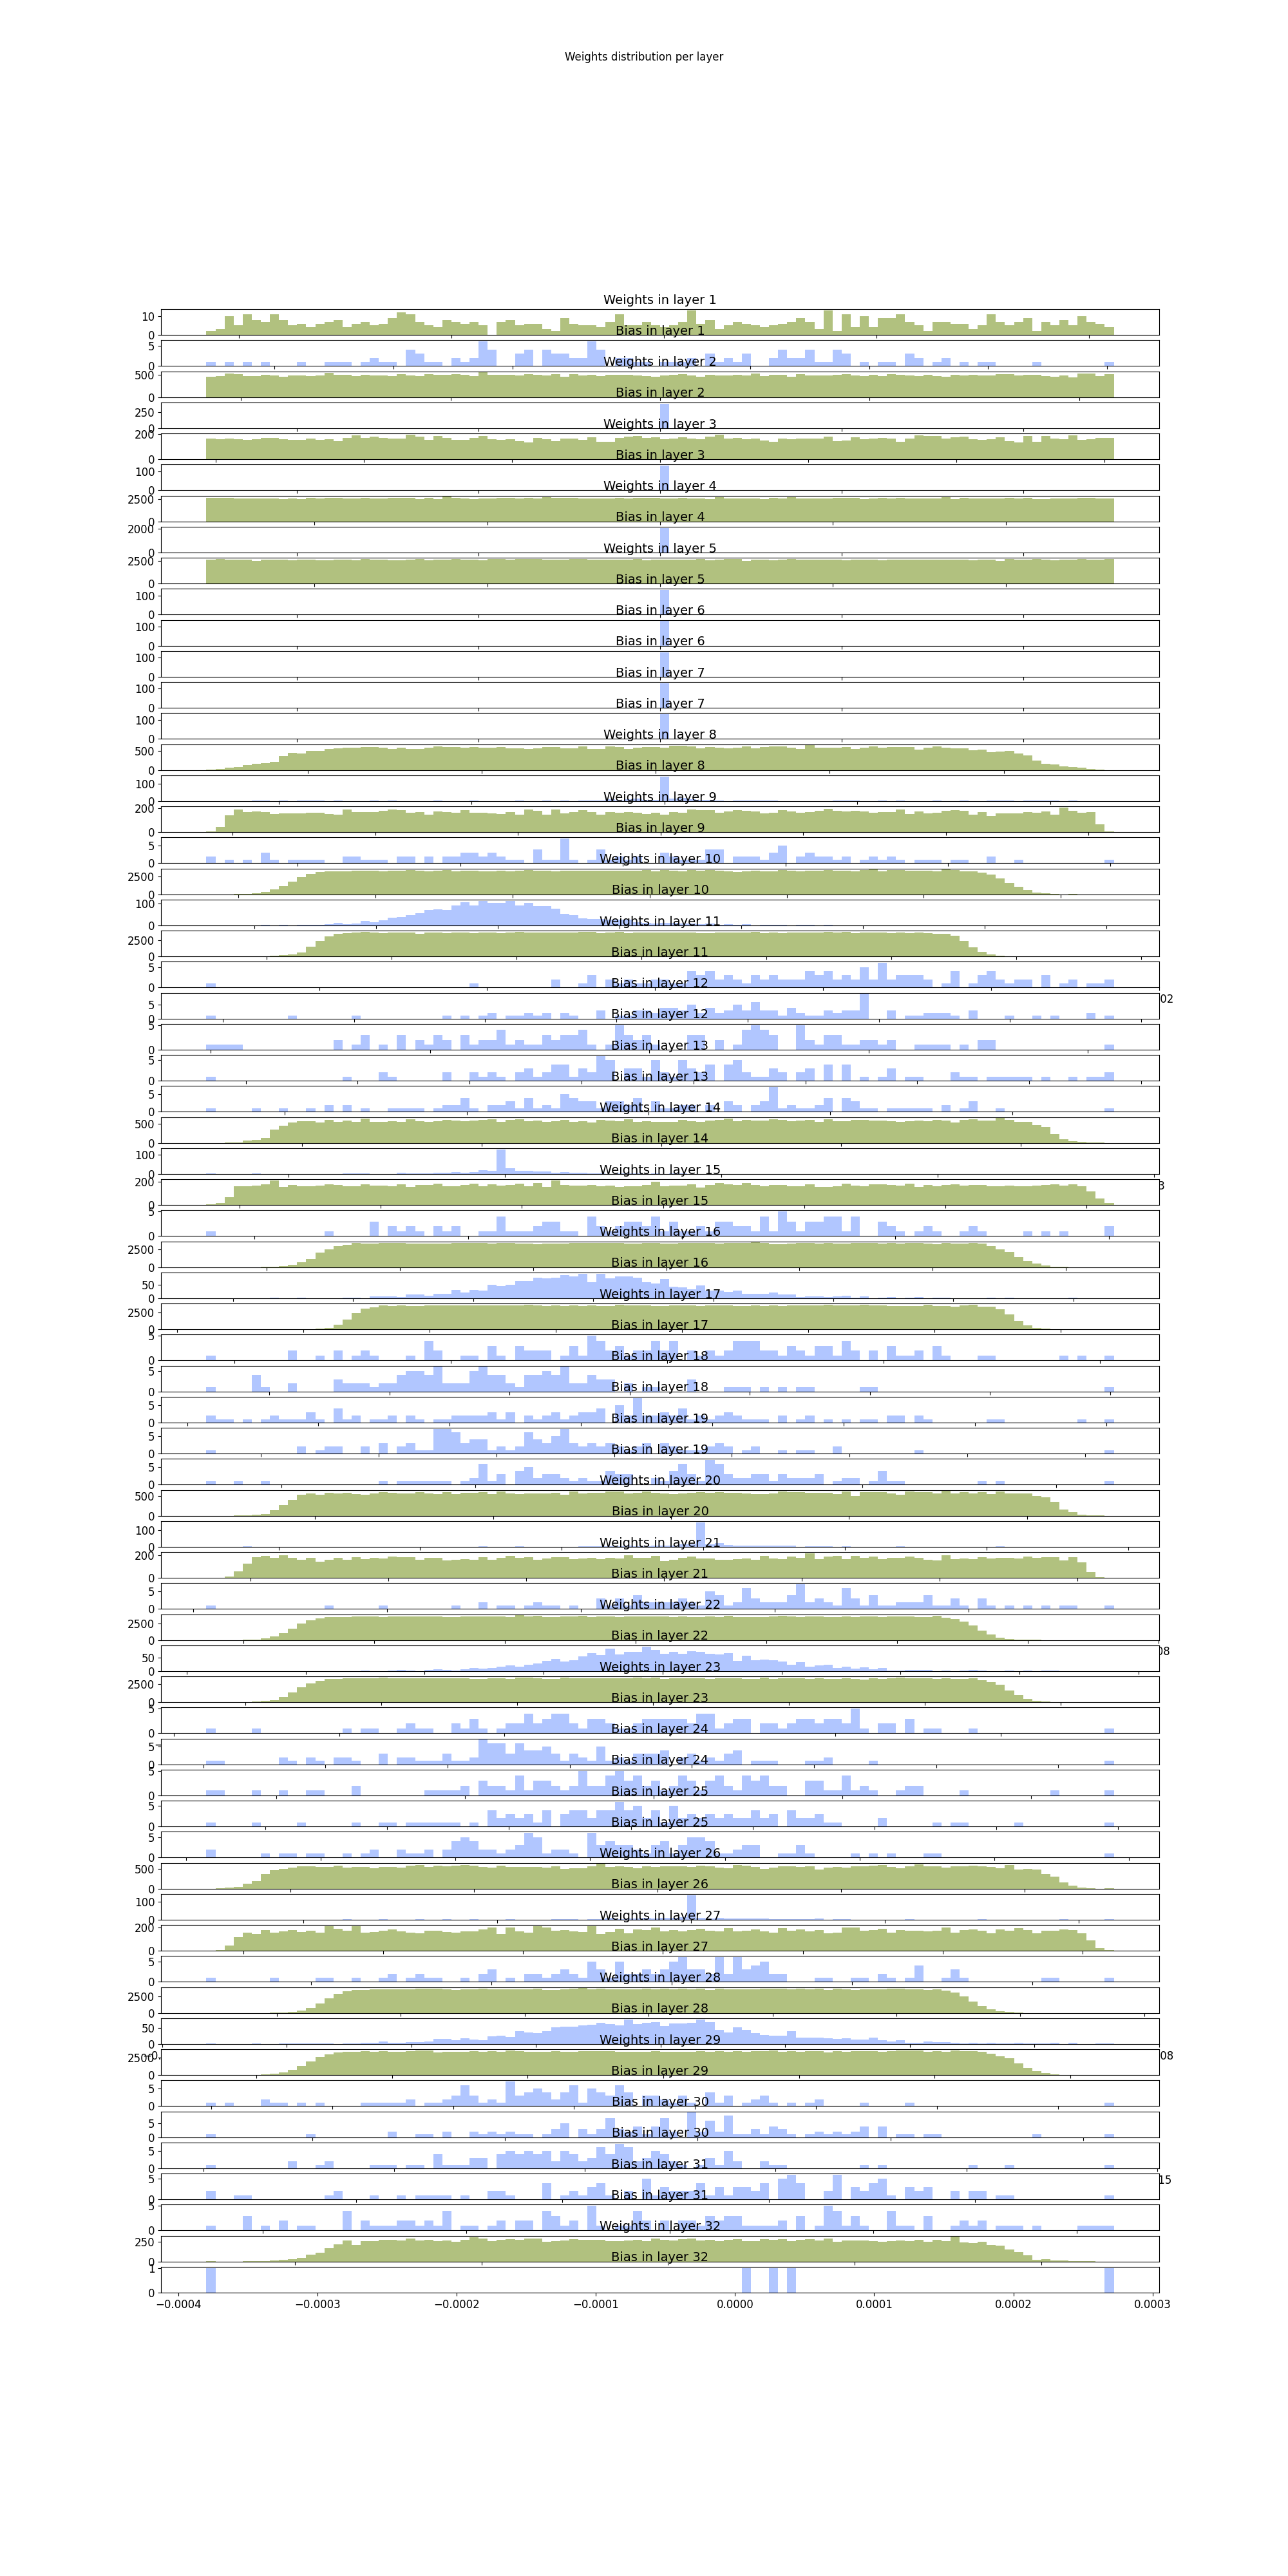 Weights distribution per layer
Weights in layer 1
10
0
Bias in layer 1
5
0
Weights in layer 2
500
0
Bias in layer 2
250
0
Weights in layer 3
200
0
Bias in layer 3
100
0
Weights in layer 4
2500
0
Bias in layer 4
2000
0
Weights in layer 5
2500
0
Bias in layer 5
100
0
Bias in layer 6
100
0
Bias in layer 6
100
0
Bias in layer 7
100
0
Bias in layer 7
100
0
Weights in layer 8
500
0
Bias in layer 8
100
0
Weights in layer 9
200
0
Bias in layer 9
5
0
Weights in layer 10
2500
0
Bias in layer 10
100
0
Weights in layer 11
2500
0
Bias in layer 11
5
0
Bias in layer 12
02
5
0
Bias in layer 12
5
0
Bias in layer 13
5
0
Bias in layer 13
5
0
Weights in layer 14
500
0
Bias in layer 14
100
0
Weights in layer 15
3
200
0
Bias in layer 15
5
0
Weights in layer 16
2500
0
Bias in layer 16
50
0
Weights in layer 17
2500
0
Bias in layer 17
5
0
Bias in layer 18
5
0
Bias in layer 18
5
0
Bias in layer 19
5
0
Bias in layer 19
5
0
Weights in layer 20
500
0
Bias in layer 20
100
0
Weights in layer 21
200
0
Bias in layer 21
5
0
Weights in layer 22
2500
0
Bias in layer 22
08
50
0
Weights in layer 23
2500
0
Bias in layer 23
5
0
Bias in layer 24
5
0
Bias in layer 24
5
0
Bias in layer 25
5
0
Bias in layer 25
5
0
Weights in layer 26
500
0
Bias in layer 26
100
0
Weights in layer 27
200
0
Bias in layer 27
5
0
Weights in layer 28
2500
0
Bias in layer 28
50
0
Weights in layer 29
08
2500
0
Bias in layer 29
5
0
Bias in layer 30
5
0
Bias in layer 30
5
0
Bias in layer 31
15
5
0
Bias in layer 31
5
0
Weights in layer 32
250
0
Bias in layer 32
1
0
−0.0004 −0.0003 −0.0002 −0.0001 0.0000 0.0001 0.0002 0.0003